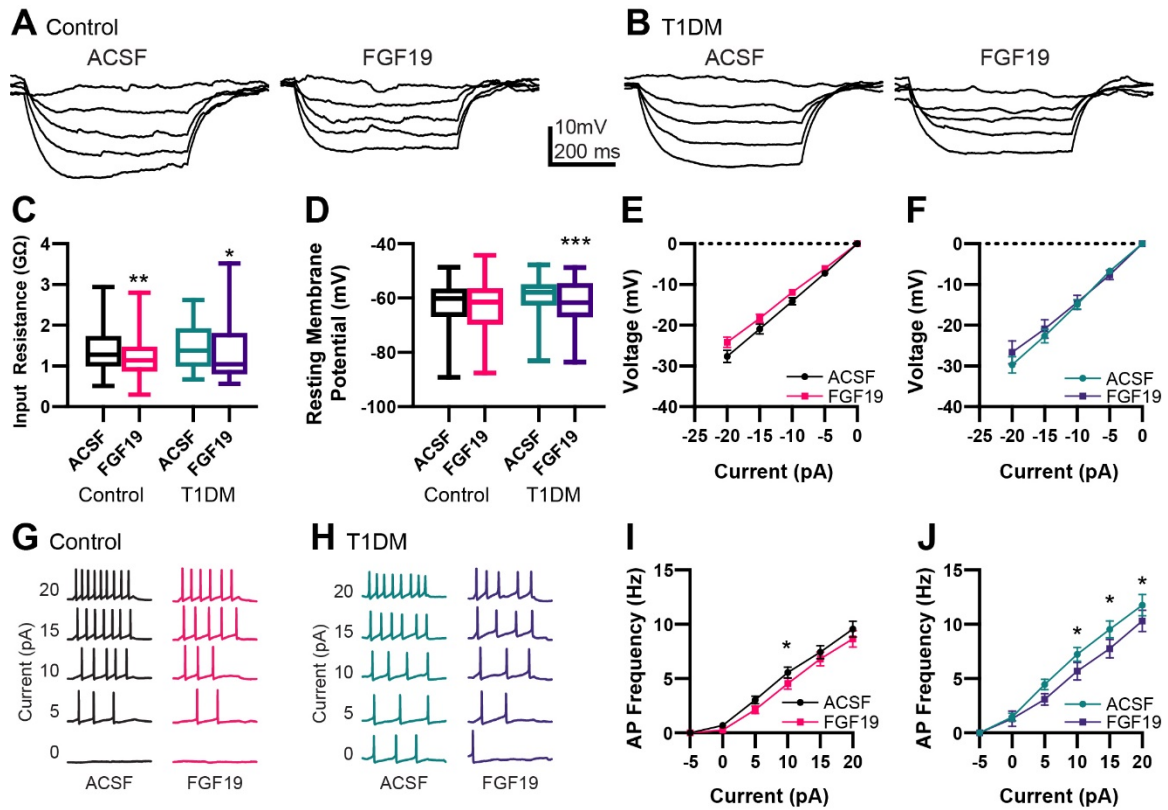 A Control
ACSF
FGF19
B T1DM
ACSF
FGF19
10mV
200 ms
C
Input Resistance (GΩ)
4
3
2
1
0
**
*
ACSF
FGF19
ACSF
FGF19
Control
T1DM
D
Resting Membrane
Potential (mV)
-40
-60
-80
-100
***
ACSF
FGF19
ACSF
FGF19
Control
T1DM
E
Voltage (mV)
0
-10
-20
-30
-40
ACSF
FGF19
-25 -20 -15 -10 -5 0
Current (pA)
F
Voltage (mV)
0
-10
-20
-30
-40
ACSF
FGF19
-25 -20 -15 -10 -5 0
Current (pA)
G Control
Current (pA)
20
15
10
5
0
ACSF
FGF19
H T1DM
Current (pA)
20
15
10
5
0
ACSF
FGF19
I
AP Frequency (Hz)
15
10
5
0
*
ACSF
FGF19
-5 0 5 10 15 20
Current (pA)
J
AP Frequency (Hz)
15
10
5
0
*
*
*
ACSF
FGF19
-5 0 5 10 15 20
Current (pA)